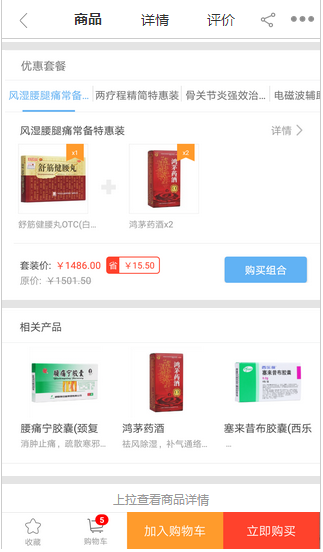 商品 详情 评价
优惠套餐
风湿腰腿痛常备… 两疗程精简特惠装 骨关节炎强效治… 电磁波辅助
风湿腰腿痛常备特惠装 详情
x1 x2
舒筋健腰丸
鸿茅药酒
舒筋健腰丸OTC(白… 鸿茅药酒x2
套装价: ￥1486.00 省 ￥15.50
原价: ￥1501.50
购买组合
相关产品
腰痛宁胶囊
鸿茅药酒
塞来昔布胶囊
腰痛宁胶囊(颈复 鸿茅药酒 塞来昔布胶囊(西乐
消肿止痛，疏散寒邪… 祛风除湿，补气通络… …
上拉查看商品详情
收藏 购物车 5 加入购物车 立即购买